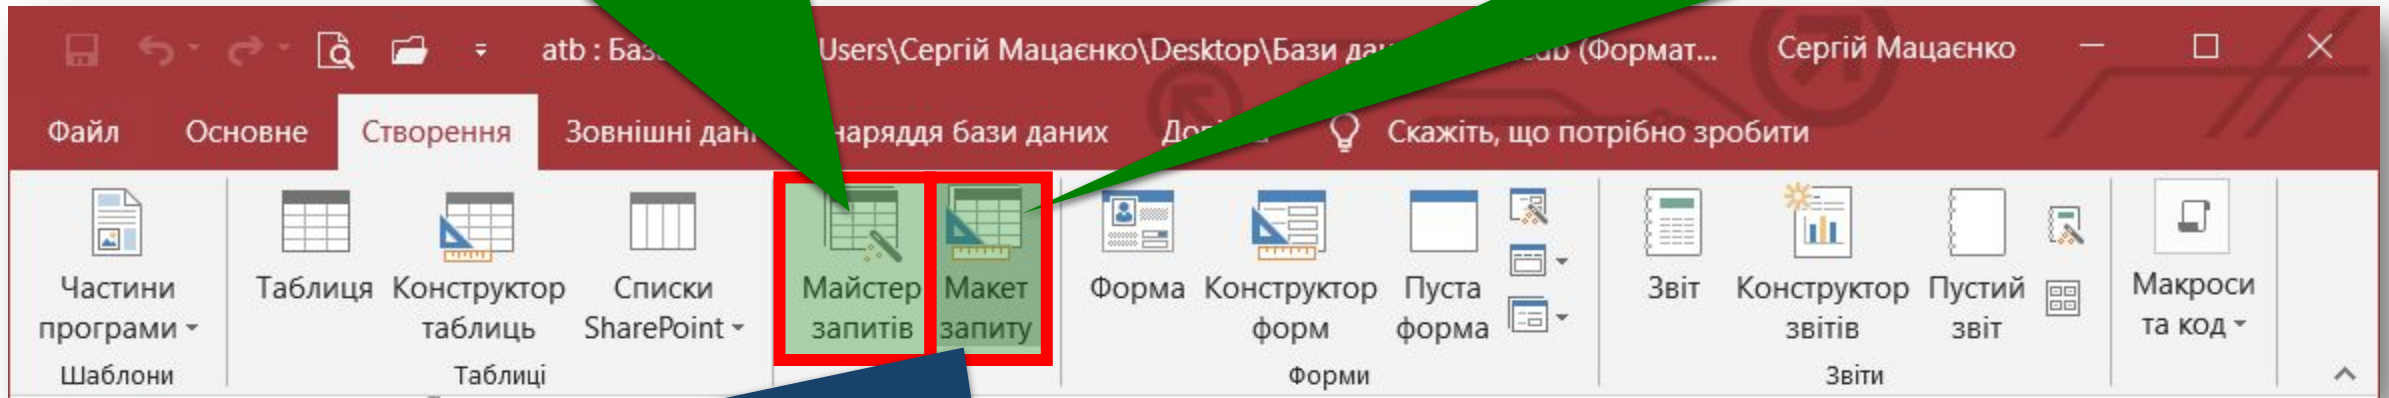 atb : База Users\Сергій Мацаєнко\Desktop\Бази да (Формат... Сергій Мацаєнко
Файл Основне Створення Зовнішні дані наряддя бази даних Скажіть, що потрібно зробити
Частини програми
Таблиця
Конструктор таблиць
Списки SharePoint
Майстер запитів
Макет запиту
Форма
Конструктор форм
Пуста форма
Звіт
Конструктор звітів
Пустий звіт
Макроси та код
Шаблони Таблиці Форми Звіти